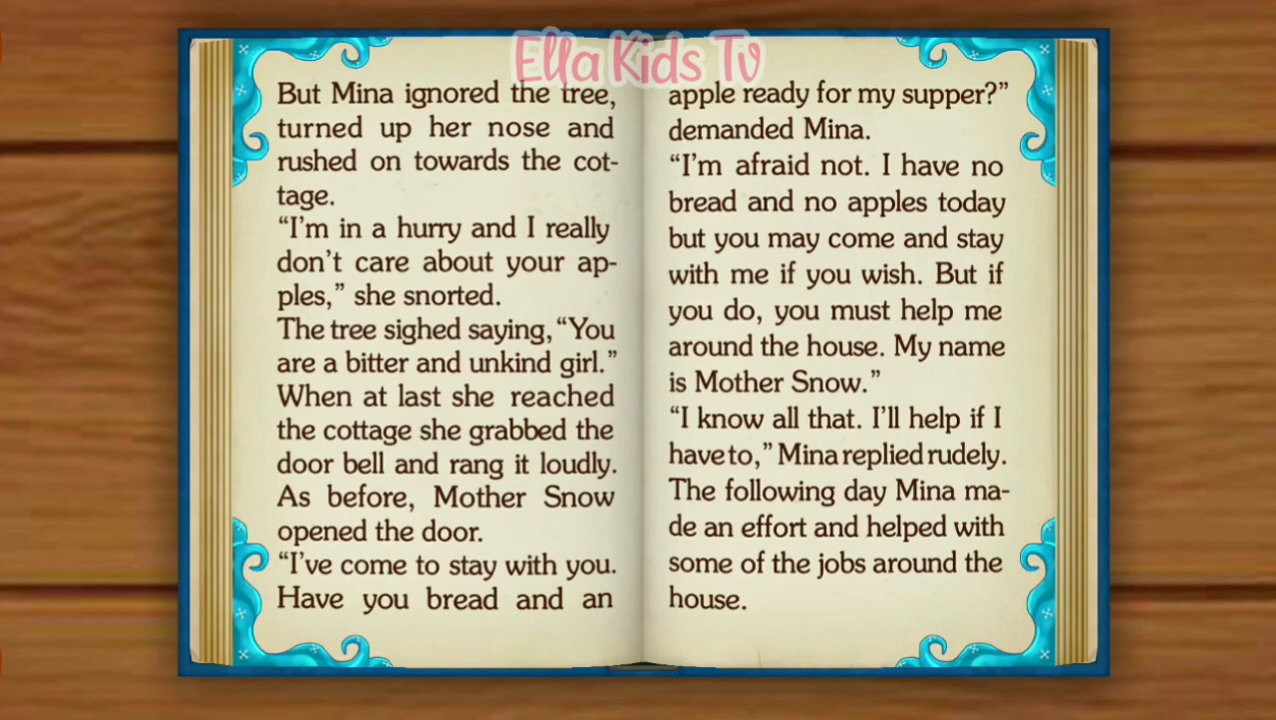 Ella Kids Tv
But Mina ignored the tree,
turned up her nose and
rushed on towards the cot-
tage.
“I’m in a hurry and I really
don’t care about your ap-
ples,” she snorted.
The tree sighed saying, “You
are a bitter and unkind girl.”
When at last she reached
the cottage she grabbed the
door bell and rang it loudly.
As before, Mother Snow
opened the door.
“I’ve come to stay with you.
Have you bread and an
apple ready for my supper?”
demanded Mina.
“I’m afraid not. I have no
bread and no apples today
but you may come and stay
with me if you wish. But if
you do, you must help me
around the house. My name
is Mother Snow.”
“I know all that. I’ll help if I
have to,” Mina replied rudely.
The following day Mina ma-
de an effort and helped with
some of the jobs around the
house.